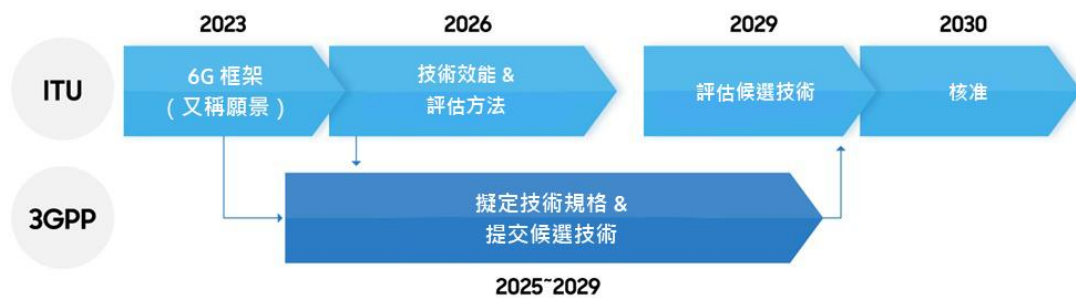 2023
2026
2029
2030
ITU
6G 框架
(又稱願景)
技術效能 &
評估方法
評估候選技術
核准
3GPP
擬定技術規格 &
提交候選技術
2025~2029